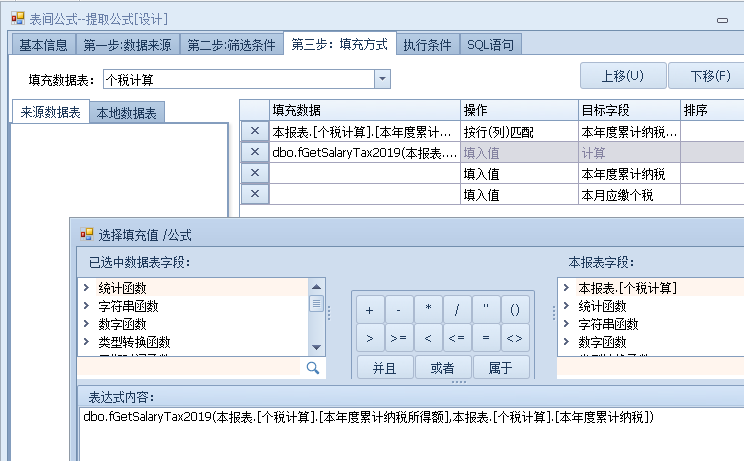 表间公式--提取公式[设计]
基本信息 第一步:数据来源 第二步:筛选条件 第三步：填充方式 执行条件 SQL语句
填充数据表： 个税计算 上移(U) 下移(F)
来源数据表 本地数据表
填充数据 操作 目标字段 排序
本报表.[个税计算].[本年度累计... 按行(列)匹配 本年度累计纳税...
dbo.fGetSalaryTax2019(本报表.... 填入值 计算
填入值 本年度累计纳税
填入值 本月应缴个税
选择填充值 /公式
已选中数据表字段： 本报表字段：
统计函数 本报表.[个税计算]
字符串函数 + - * / " () 统计函数
数字函数 字符串函数
类型转换函数 > >= < <= = <> 数字函数
并且 或者 属于
表达式内容：
dbo.fGetSalaryTax2019(本报表.[个税计算].[本年度累计纳税所得额],本报表.[个税计算].[本年度累计纳税])